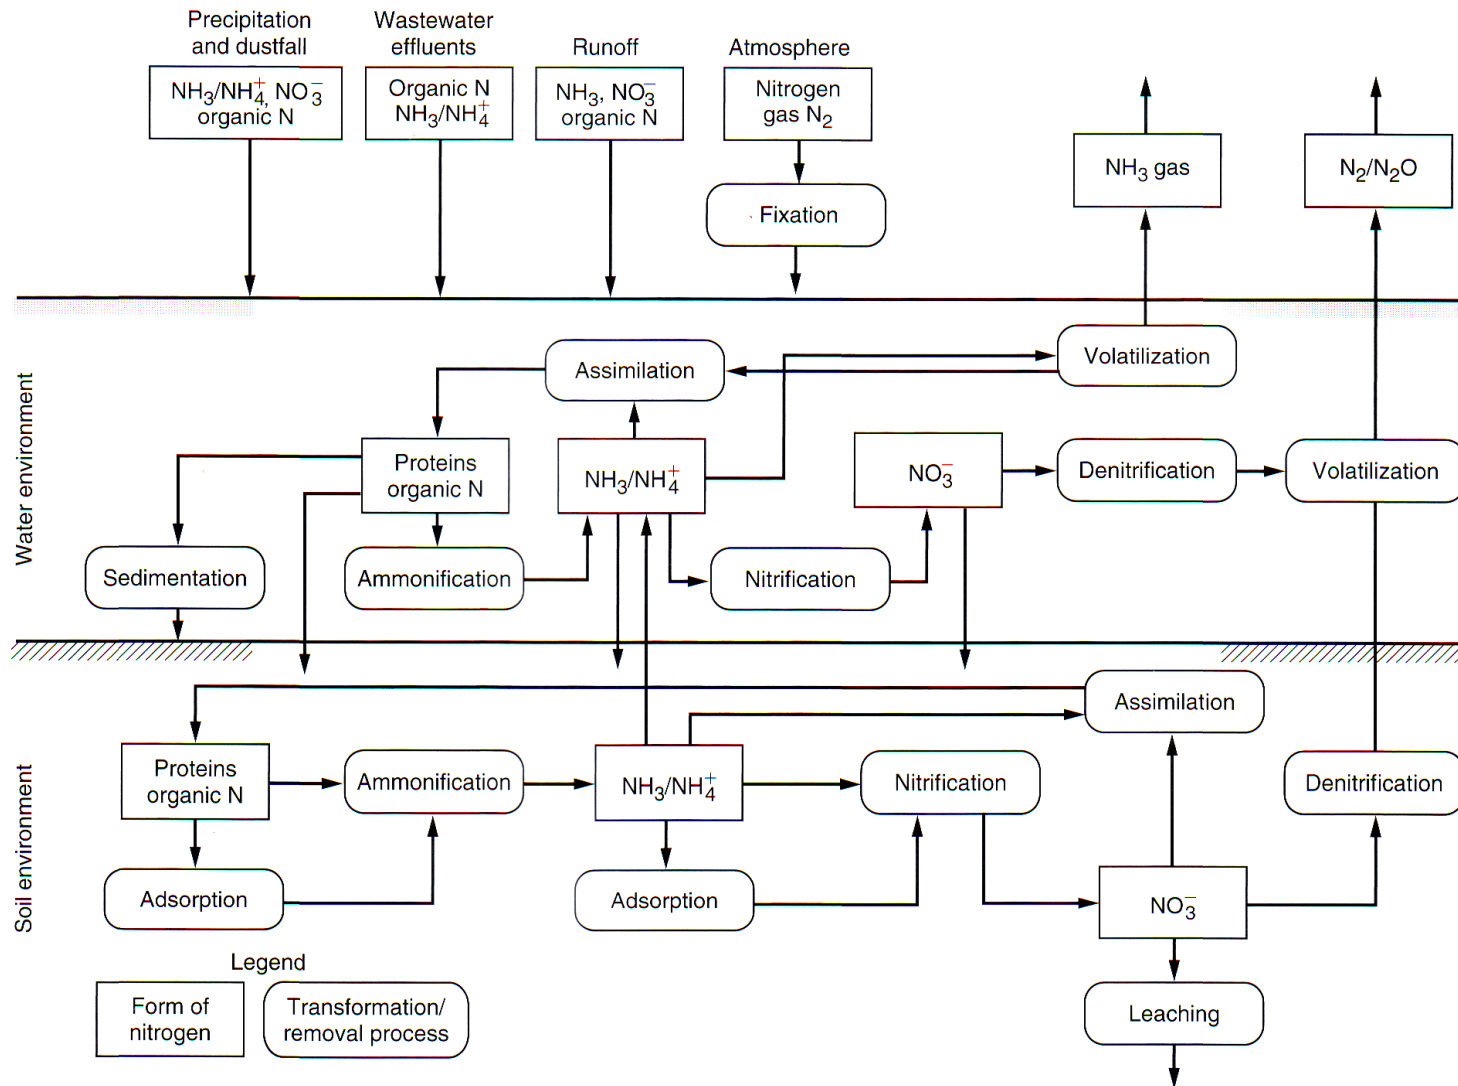 Precipitation
and dustfall
NH₃/NH₄⁺, NO₃⁻
organic N
Wastewater
effluents
Organic N
NH₃/NH₄⁺
Runoff
NH₃, NO₃⁻
organic N
Atmosphere
Nitrogen
gas N₂
Fixation
NH₃ gas
N₂/N₂O
Water environment
Assimilation
Volatilization
Proteins
organic N
NH₃/NH₄⁺
NO₃⁻
Denitrification
Volatilization
Sedimentation
Ammonification
Nitrification
Soil environment
Assimilation
Proteins
organic N
Ammonification
NH₃/NH₄⁺
Nitrification
Denitrification
Adsorption
Adsorption
NO₃⁻
Leaching
Legend
Form of
nitrogen
Transformation/
removal process